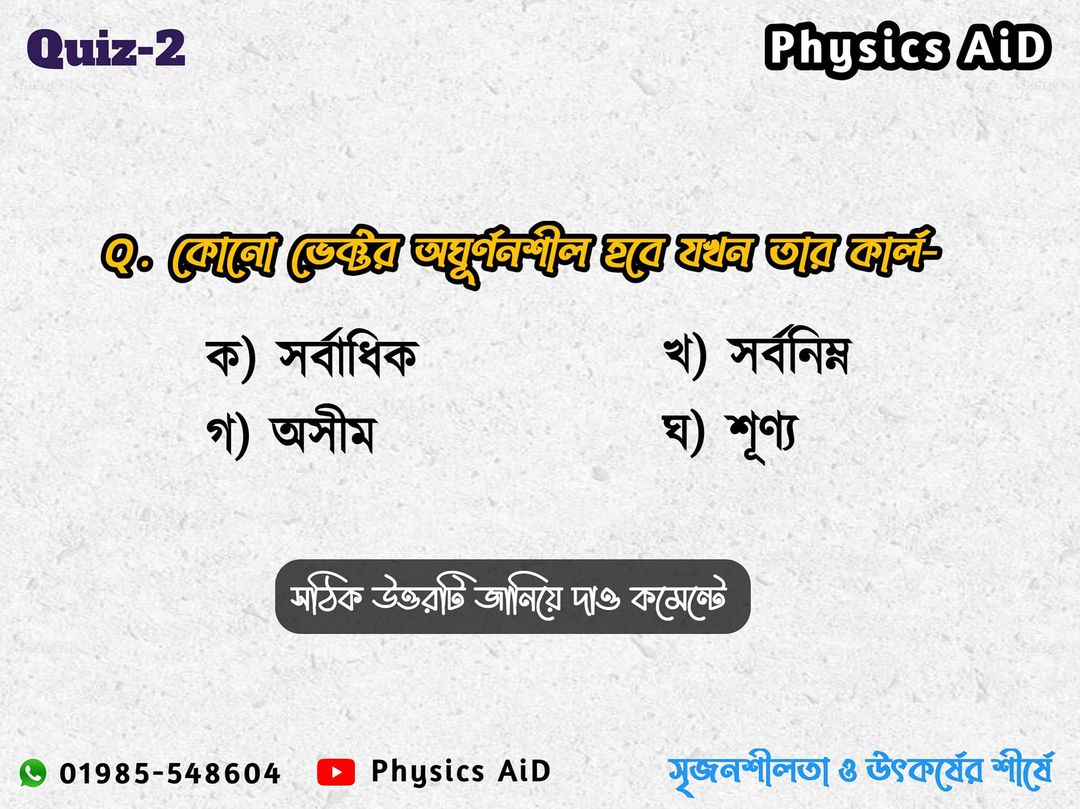 Quiz-2
Physics AiD
Q. কোনো ভেক্টর অঘূর্ণনশীল হবে যখন তার কার্ল-
ক) সর্বাধিক
খ) সর্বনিম্ন
গ) অসীম
ঘ) শূণ্য
সঠিক উত্তরটি জানিয়ে দাও কমেন্টে
01985-548604
Physics AiD
সৃজনশীলতা ও উৎকর্ষের শীর্ষে